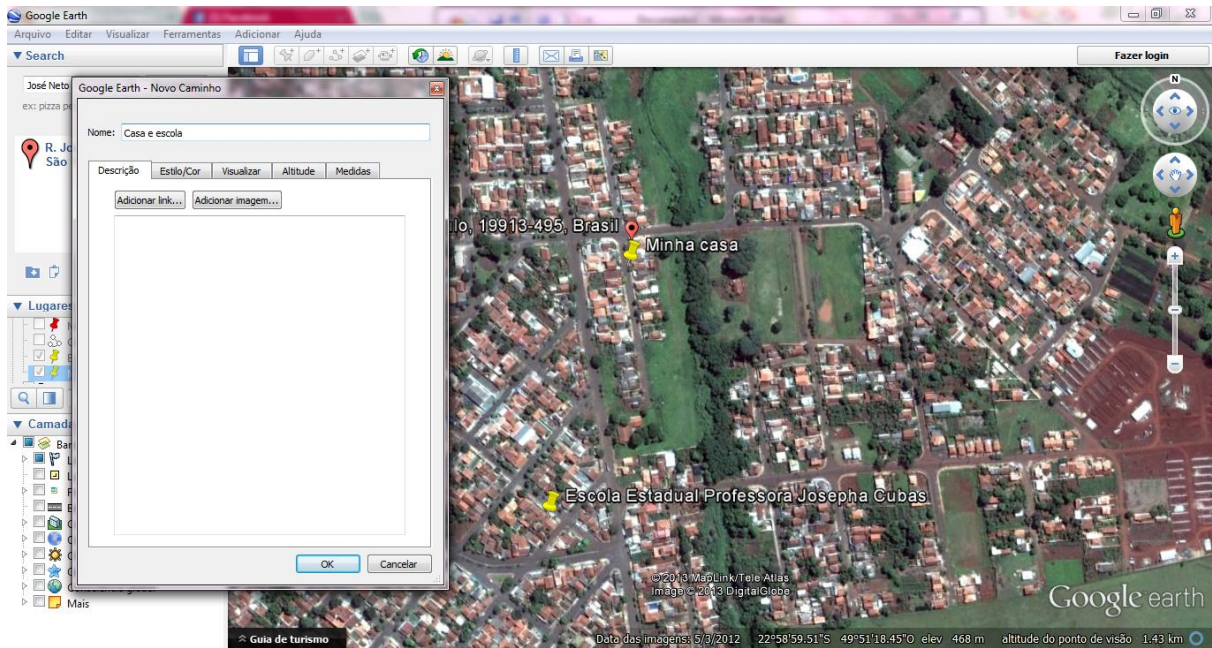 Google Earth
Arquivo Editar Visualizar Ferramentas Adicionar Ajuda
Search
Fazer login
José Neto
ex: pizza pe
R. Jo
São
Google Earth - Novo Caminho
Nome: Casa e escola
Descrição Estilo/Cor Visualizar Altitude Medidas
Adicionar link... Adicionar imagem...
OK Cancelar
Lugares
Camada
Mais
N
lo, 19913-495, Brasil
Minha casa
Escola Estadual Professora Josepha Cubas
© 2013 MapLink/Tele Atlas
Image © 2013 DigitalGlobe
Google earth
Guia de turismo
Data das imagens: 5/3/2012 22°58'59.51"S 49°51'18.45"O elev 468 m altitude do ponto de visão 1.43 km